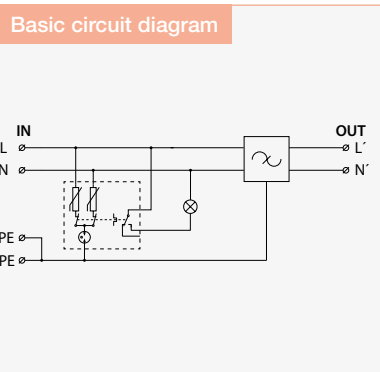 Basic circuit diagram
IN
OUT
L
L´
N
N´
PE
PE